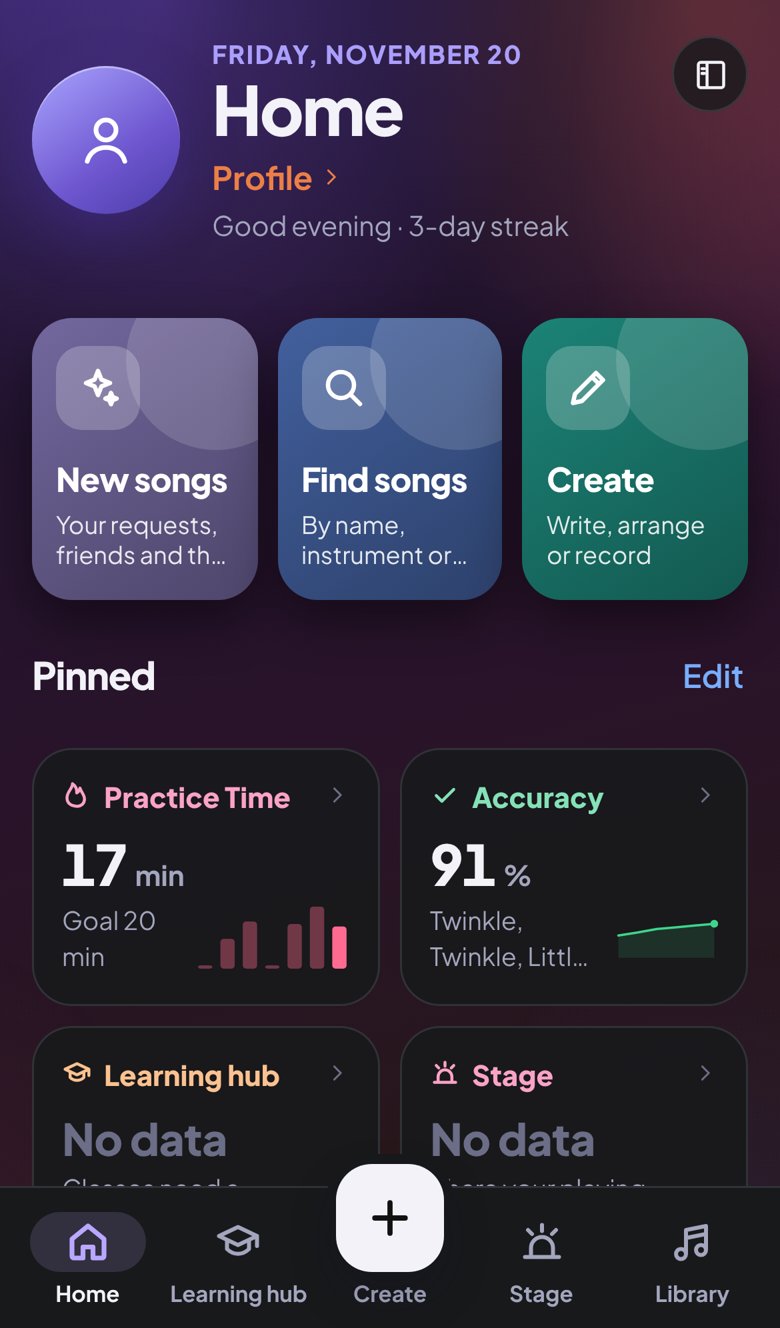 FRIDAY, NOVEMBER 20
Home
Profile
Good evening · 3-day streak
New songs
Your requests,
friends and th…
Find songs
By name,
instrument or…
Create
Write, arrange
or record
Pinned
Edit
Practice Time
17 min
Goal 20
min
Accuracy
91 %
Twinkle,
Twinkle, Littl…
Learning hub
No data
Stage
No data
Home
Learning hub
Create
Stage
Library